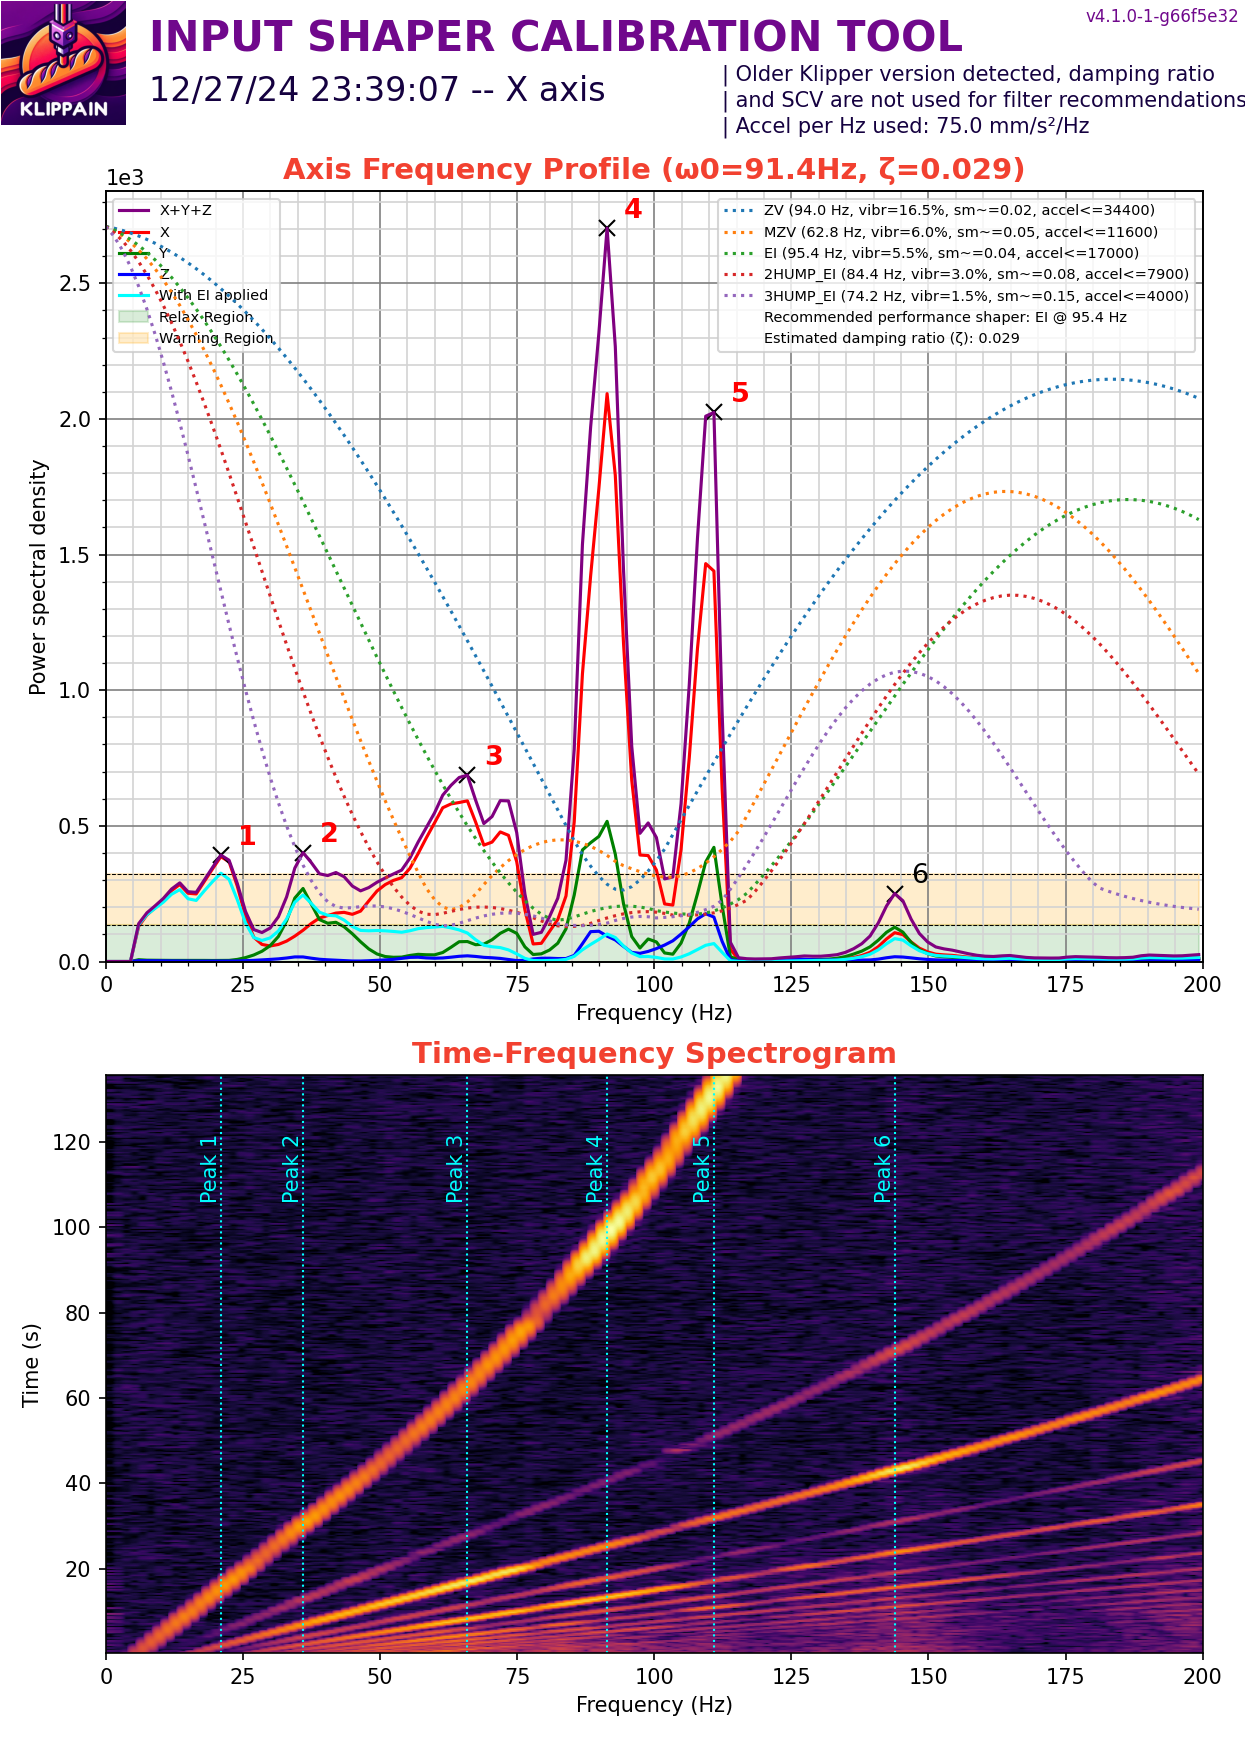 v4.1.0-1-g66f5e32
INPUT SHAPER CALIBRATION TOOL
12/27/24 23:39:07 -- X axis
| Older Klipper version detected, damping ratio
| and SCV are not used for filter recommendations
| Accel per Hz used: 75.0 mm/s²/Hz
KLIPPAIN
Axis Frequency Profile (ω0=91.4Hz, ζ=0.029)
1e3
X+Y+Z
X
Y
Z
With EI applied
Relax Region
Warning Region
ZV (94.0 Hz, vibr=16.5%, sm~=0.02, accel<=34400)
MZV (62.8 Hz, vibr=6.0%, sm~=0.05, accel<=11600)
EI (95.4 Hz, vibr=5.5%, sm~=0.04, accel<=17000)
2HUMP_EI (84.4 Hz, vibr=3.0%, sm~=0.08, accel<=7900)
3HUMP_EI (74.2 Hz, vibr=1.5%, sm~=0.15, accel<=4000)
Recommended performance shaper: EI @ 95.4 Hz
Estimated damping ratio (ζ): 0.029
4
5
3
1
2
6
Power spectral density
2.5
2.0
1.5
1.0
0.5
0.0
0 25 50 75 100 125 150 175 200
Frequency (Hz)
Time-Frequency Spectrogram
Peak 1
Peak 2
Peak 3
Peak 4
Peak 5
Peak 6
Time (s)
120
100
80
60
40
20
0 25 50 75 100 125 150 175 200
Frequency (Hz)